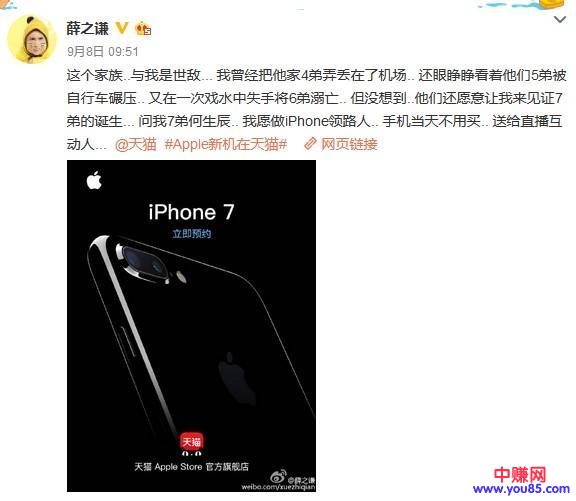 薛之谦
9月8日 09:51
这个家族..与我是世敌... 我曾经把他家4弟弄丢在了机场.. 还眼睁睁看着他们5弟被
自行车碾压.. 又在一次戏水中失手将6弟溺亡.. 但没想到..他们还愿意让我来见证7
弟的诞生... 问我7弟何生辰.. 我愿做iPhone领路人.. 手机当天不用买.. 送给直播互
动人... @天猫 #Apple新机在天猫# 网页链接
iPhone 7
立即预约
天猫
天猫 Apple Store 官方旗舰店
@薛之谦
weibo.com/xuezhiqian
中赚网
www.you85.com